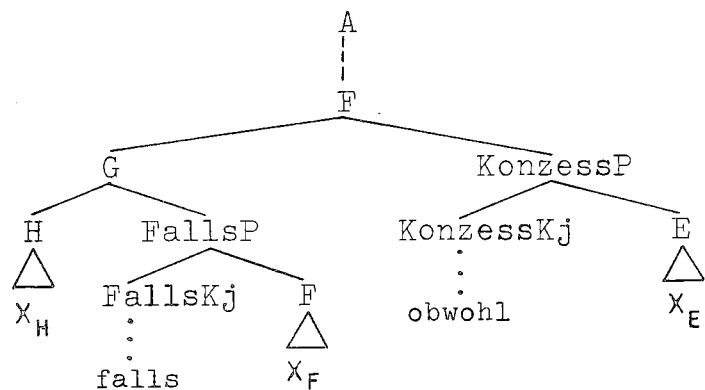 A
F
G KonzessP
H FallsP KonzessKj E
X_H FallsKj F obwohl X_E
falls X_F